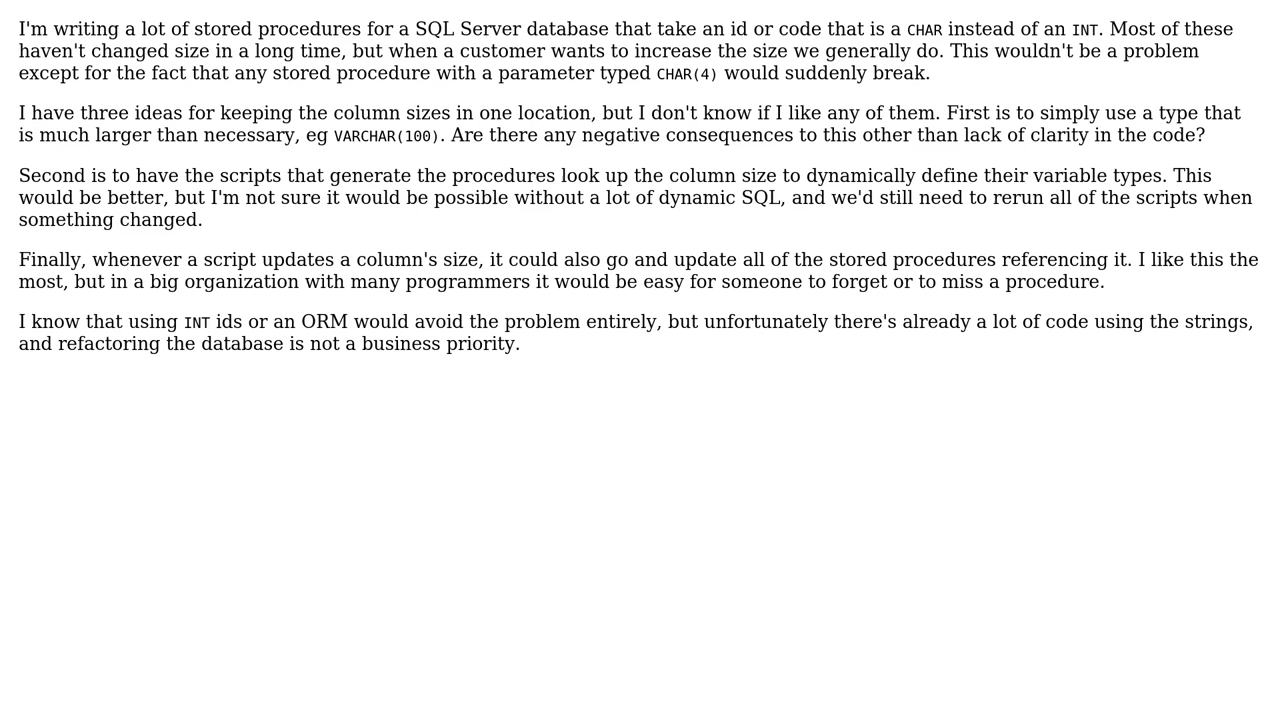 I'm writing a lot of stored procedures for a SQL Server database that take an id or code that is a CHAR instead of an INT. Most of these
haven't changed size in a long time, but when a customer wants to increase the size we generally do. This wouldn't be a problem
except for the fact that any stored procedure with a parameter typed CHAR(4) would suddenly break.
I have three ideas for keeping the column sizes in one location, but I don't know if I like any of them. First is to simply use a type that
is much larger than necessary, eg VARCHAR(100). Are there any negative consequences to this other than lack of clarity in the code?
Second is to have the scripts that generate the procedures look up the column size to dynamically define their variable types. This
would be better, but I'm not sure it would be possible without a lot of dynamic SQL, and we'd still need to rerun all of the scripts when
something changed.
Finally, whenever a script updates a column's size, it could also go and update all of the stored procedures referencing it. I like this the
most, but in a big organization with many programmers it would be easy for someone to forget or to miss a procedure.
I know that using INT ids or an ORM would avoid the problem entirely, but unfortunately there's already a lot of code using the strings,
and refactoring the database is not a business priority.